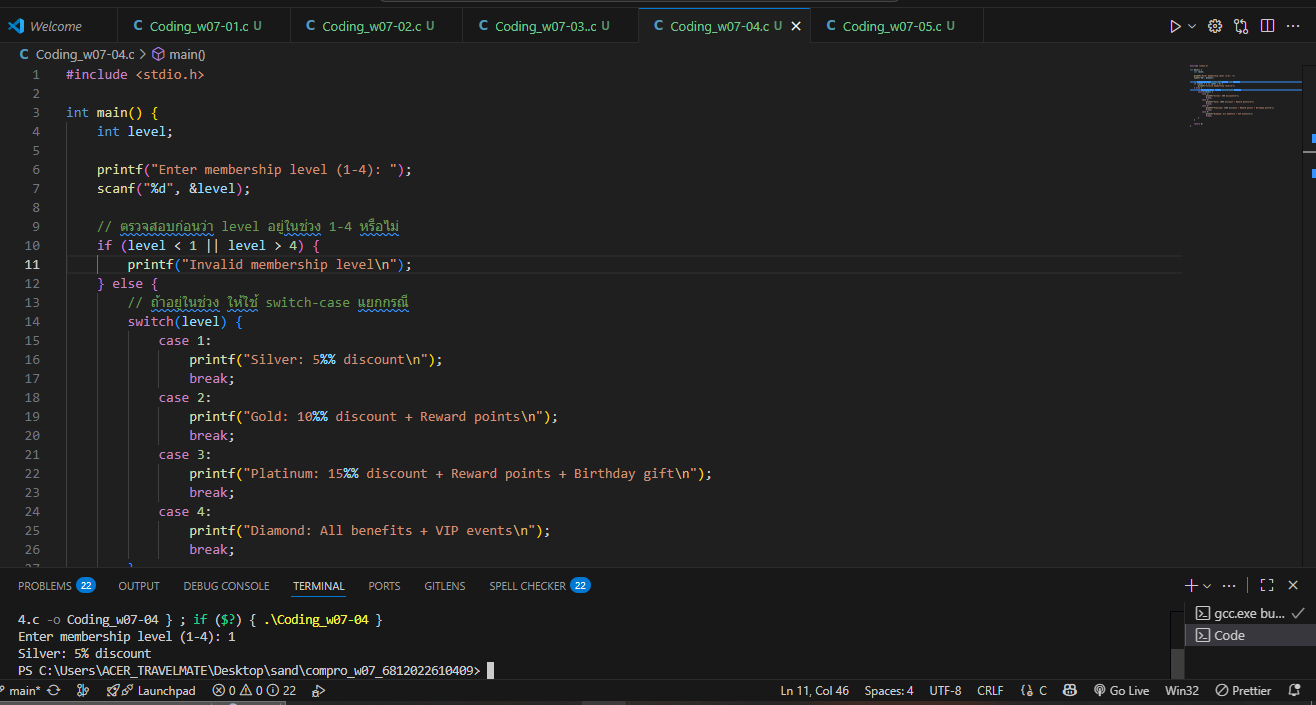 Welcome
C Coding_w07-01.c U
C Coding_w07-02.c U
C Coding_w07-03..c U
C Coding_w07-04.c U
C Coding_w07-05.c U
C Coding_w07-04.c > main()
1 #include <stdio.h>
2
3 int main() {
4 int level;
5
6 printf("Enter membership level (1-4): ");
7 scanf("%d", &level);
8
9 // ตรวจสอบก่อนว่า level อยู่ในช่วง 1-4 หรือไม่
10 if (level < 1 || level > 4) {
11 printf("Invalid membership level\n");
12 } else {
13 // ถ้าอยู่ในช่วง ให้ใช้ switch-case แยกกรณี
14 switch(level) {
15 case 1:
16 printf("Silver: 5%% discount\n");
17 break;
18 case 2:
19 printf("Gold: 10%% discount + Reward points\n");
20 break;
21 case 3:
22 printf("Platinum: 15%% discount + Reward points + Birthday gift\n");
23 break;
24 case 4:
25 printf("Diamond: All benefits + VIP events\n");
26 break;
27 }
PROBLEMS 22 OUTPUT DEBUG CONSOLE TERMINAL PORTS GITLENS SPELL CHECKER 22
4.c -o Coding_w07-04 } ; if ($?) { .\Coding_w07-04 }
Enter membership level (1-4): 1
Silver: 5% discount
PS C:\Users\ACER_TRAVELMATE\Desktop\sand\compro_w07_6812022610409>
gcc.exe bu...
Code
main* Launchpad 0 0 22 Ln 11, Col 46 Spaces: 4 UTF-8 CRLF {} C Go Live Win32 Prettier